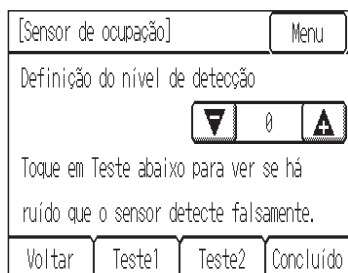 [Sensor de ocupação] Menu
Definição do nível de detecção
0
Toque em Teste abaixo para ver se há
ruído que o sensor detecte falsamente.
Voltar Teste1 Teste2 Concluído